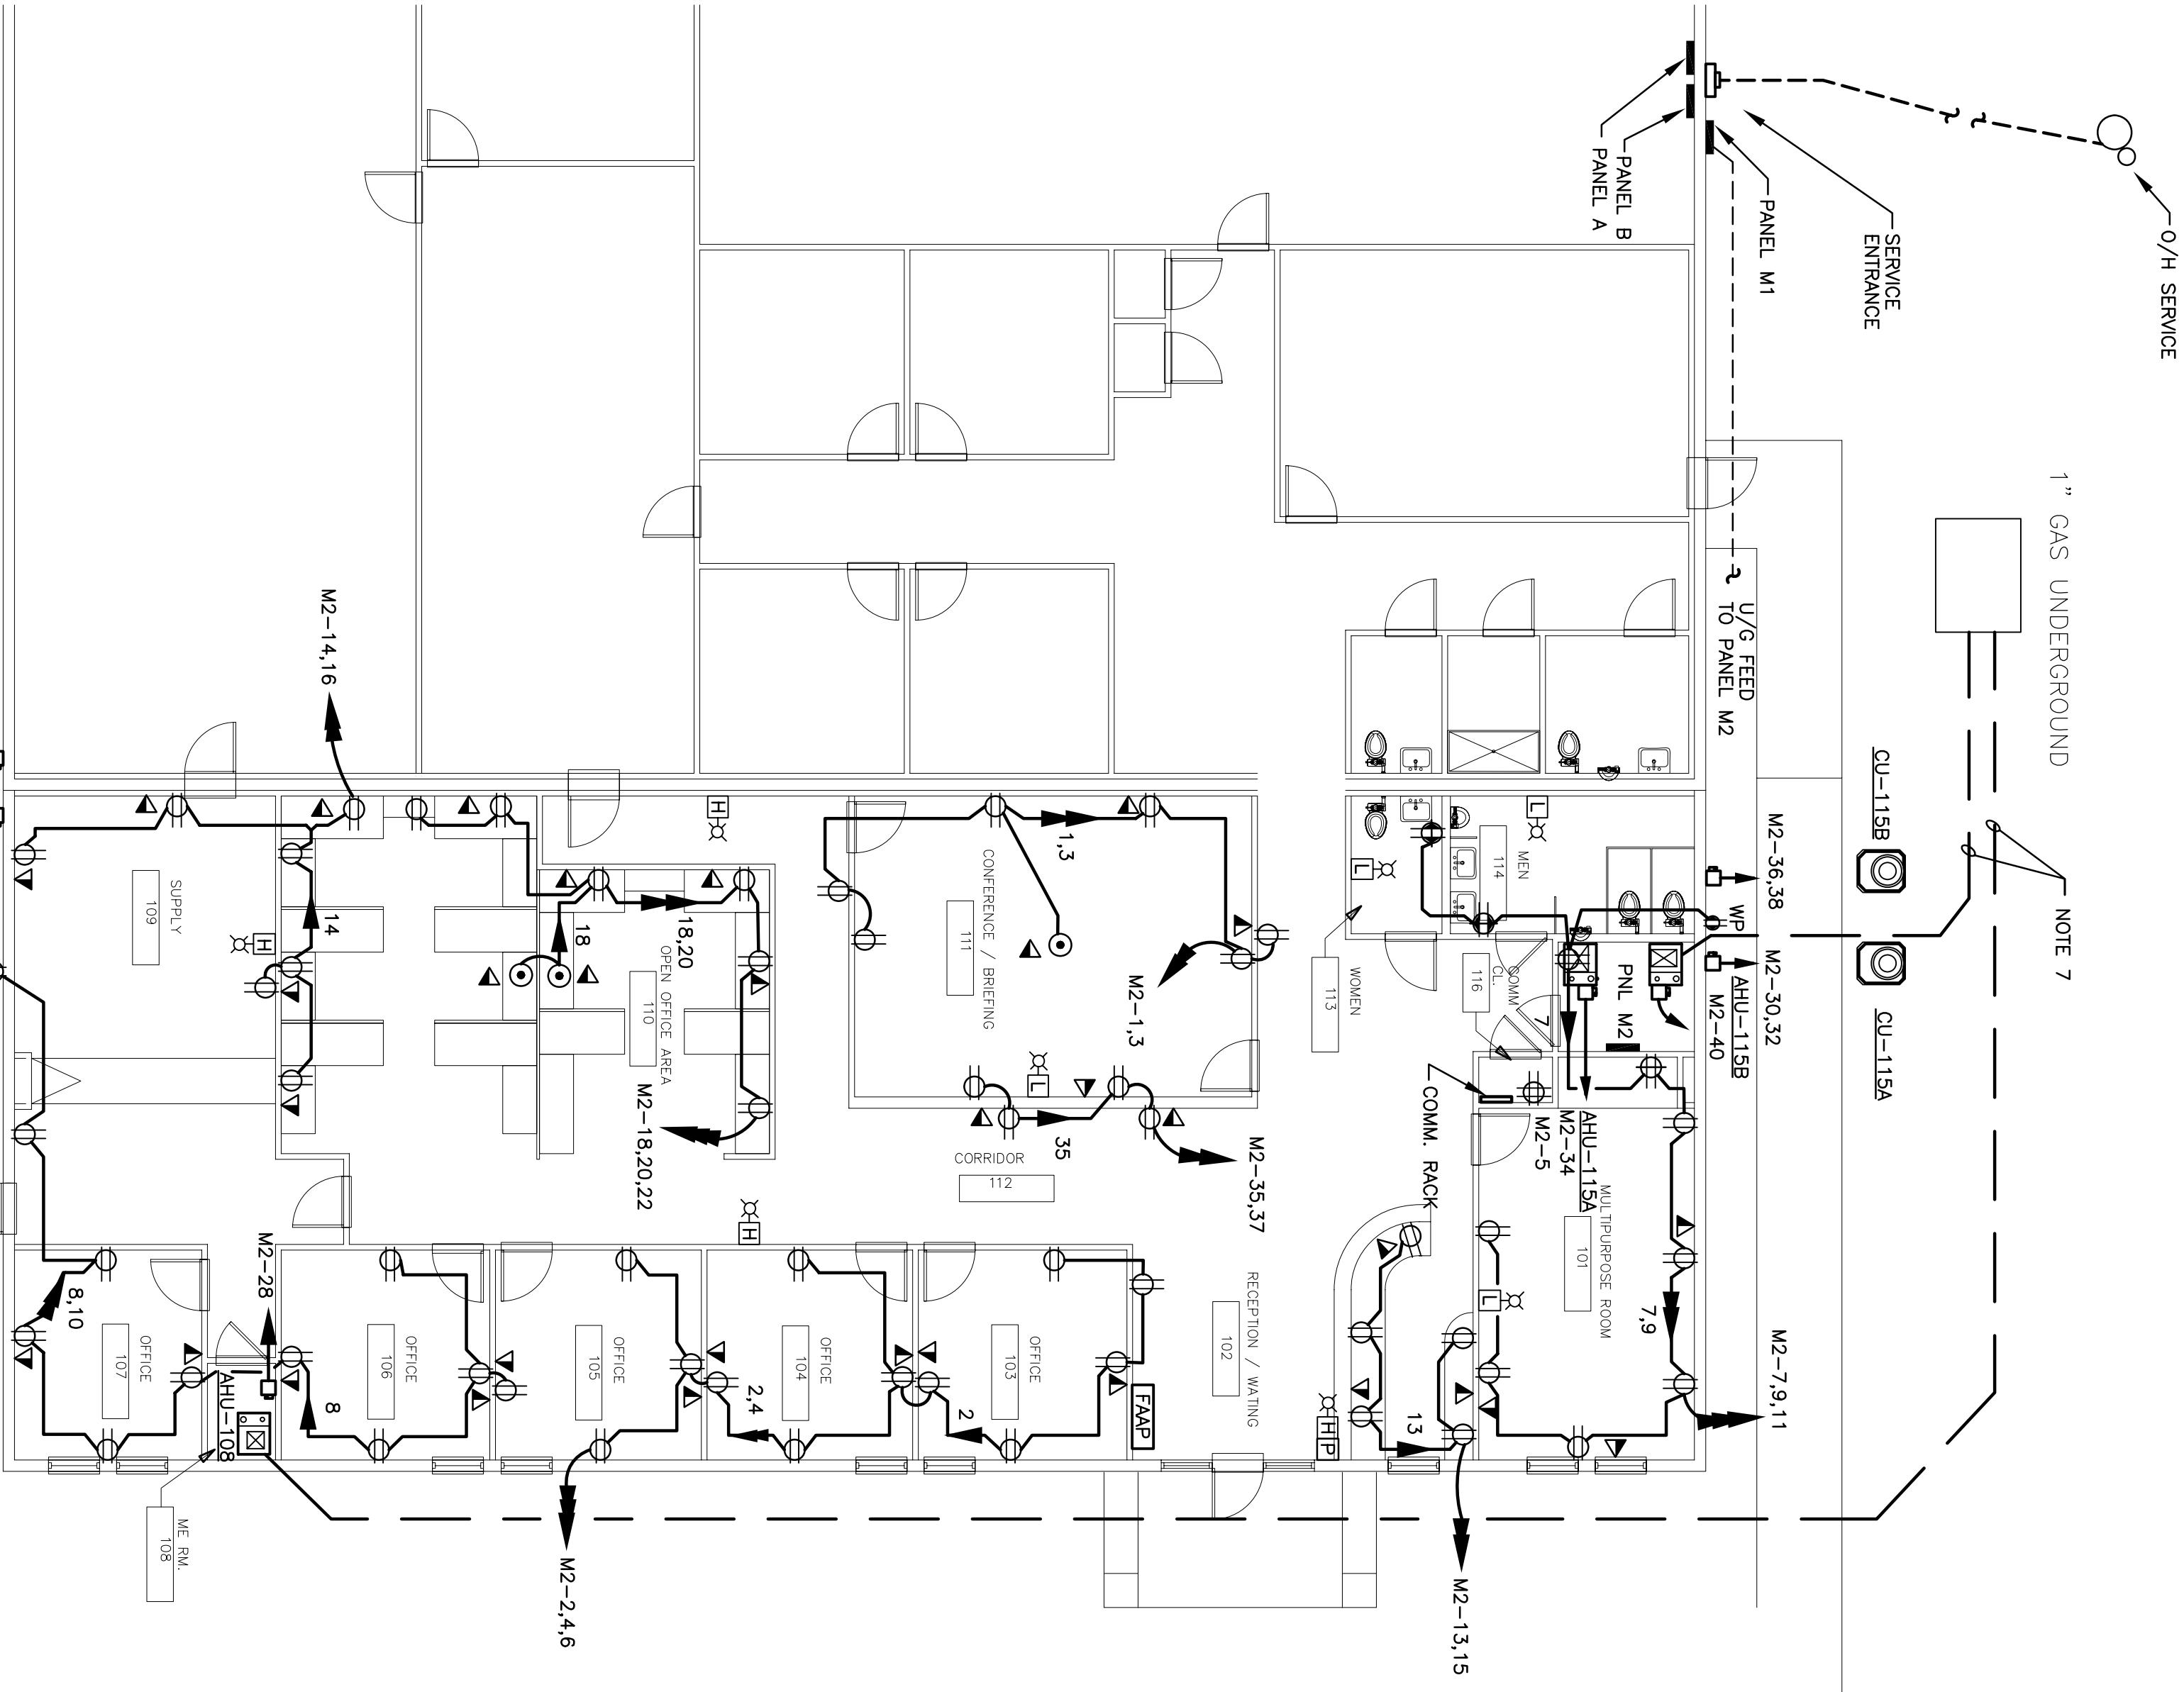 O/H SERVICE
SERVICE
ENTRANCE
PANEL M1
PANEL B
PANEL A
1" GAS UNDERGROUND
NOTE 7
U/G FEED
TO PANEL M2
CU-115B
CU-115A
M2-36,38
WP
M2-30,32
AHU-115B
M2-40
PNL M2
L
MEN
114
L
WOMEN
113
COMM
CL.
116
7
AHU-115A
M2-34
M2-5
COMM. RACK
MULTIPURPOSE ROOM
101
7,9
M2-7,9,11
L
13
M2-13,15
H
P
RECEPTION / WATING
102
FAAP
M2-35,37
35
CORRIDOR
112
L
M2-1,3
1,3
CONFERENCE / BRIEFING
111
H
18,20
18
OPEN OFFICE AREA
110
M2-18,20,22
H
OFFICE
103
2
OFFICE
104
2,4
OFFICE
105
M2-2,4,6
OFFICE
106
8
M2-14,16
14
H
SUPPLY
109
M2-28
AHU-108
ME RM.
108
OFFICE
107
8,10